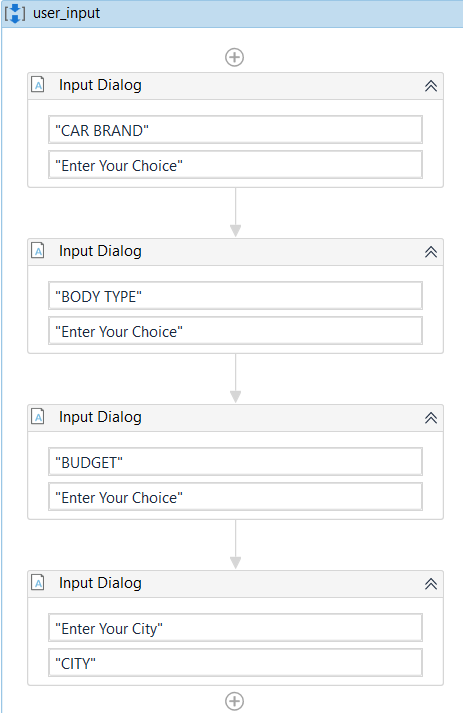 user_input
Input Dialog
"CAR BRAND"
"Enter Your Choice"
Input Dialog
"BODY TYPE"
"Enter Your Choice"
Input Dialog
"BUDGET"
"Enter Your Choice"
Input Dialog
"Enter Your City"
"CITY"